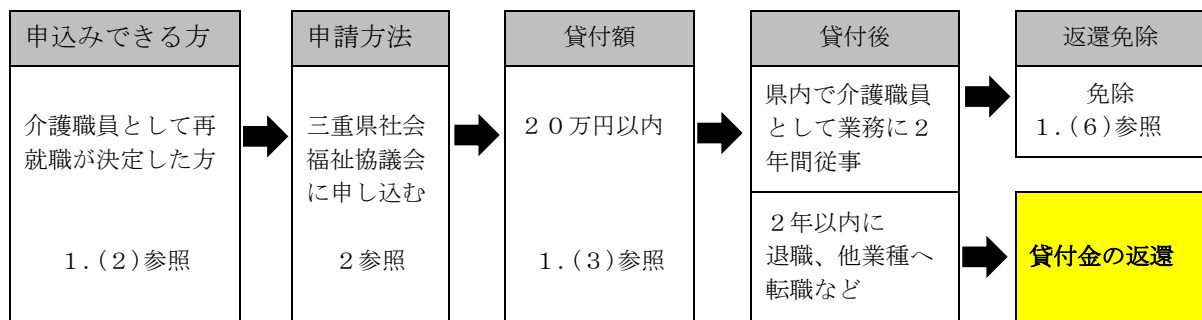 申込みできる方
介護職員として再
就職が決定した方
１.(２)参照
申請方法
三重県社会
福祉協議会
に申し込む
２参照
貸付額
２０万円以内
１.(３)参照
貸付後
県内で介護職員
として業務に２
年間従事
２年以内に
退職、他業種へ
転職など
返還免除
免除
１.(６)参照
貸付金の返還